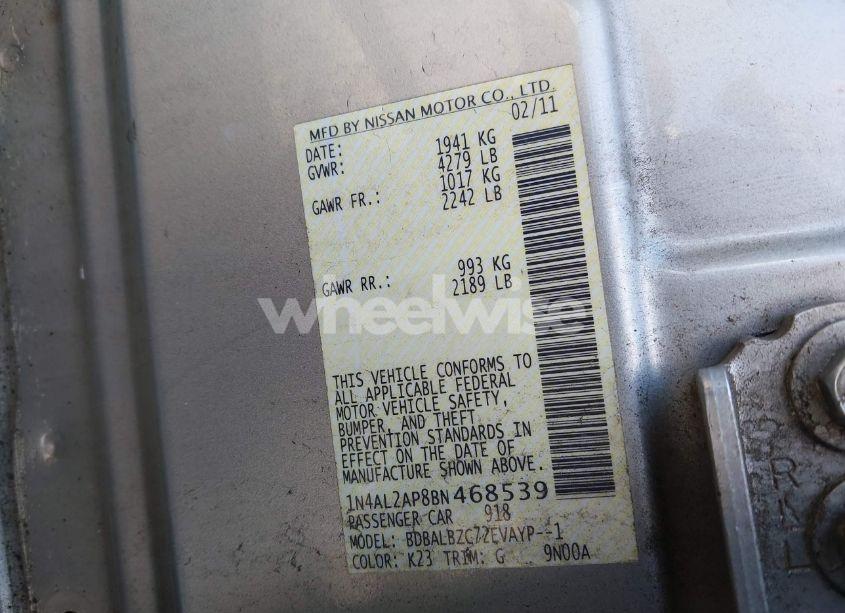 MFD BY NISSAN MOTOR CO., LTD.
DATE: 02/11
GVWR: 1941 KG
4279 LB
GAWR FR.: 1017 KG
2242 LB
GAWR RR.: 993 KG
2189 LB
wheelwise
THIS VEHICLE CONFORMS TO
ALL APPLICABLE FEDERAL
MOTOR VEHICLE SAFETY,
BUMPER, AND THEFT
PREVENTION STANDARDS IN
EFFECT ON THE DATE OF
MANUFACTURE SHOWN ABOVE.
1N4AL2AP8BN468539
PASSENGER CAR 918
MODEL: BDBALBZC72EVAYP--1
COLOR: K23 TRIM: G 9N00A